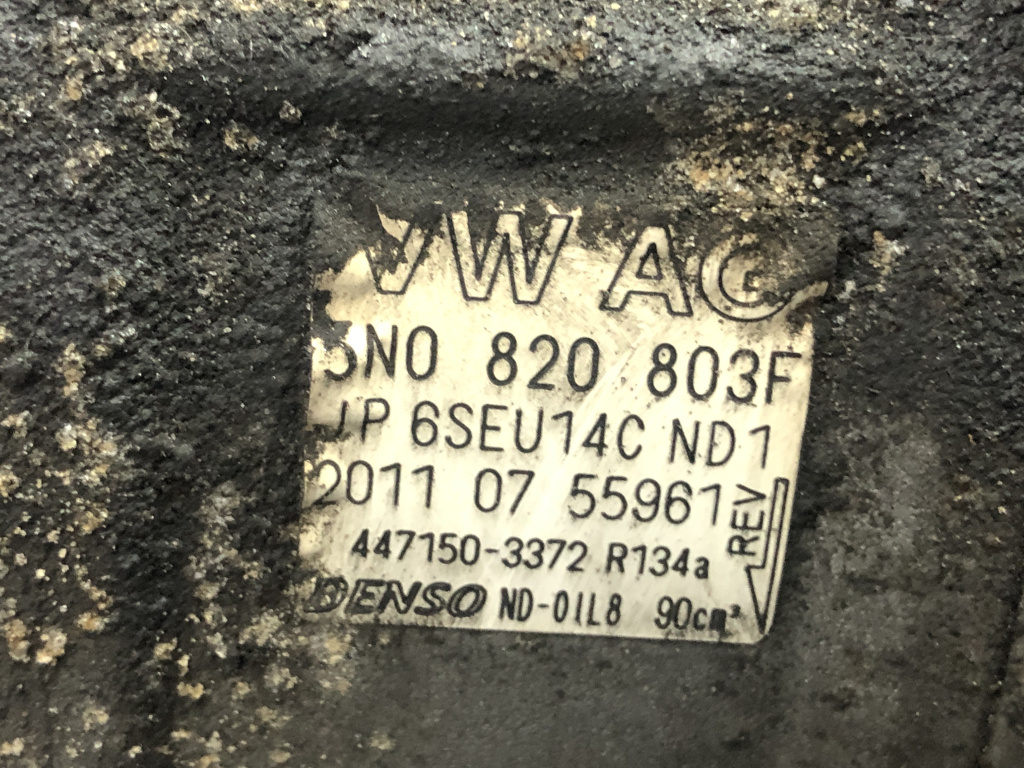 VW AG
5N0 820 803F
JP 6SEU14C ND1
2011 07 55961
REV
447150-3372 R134a
DENSO ND-OIL8 90cm³